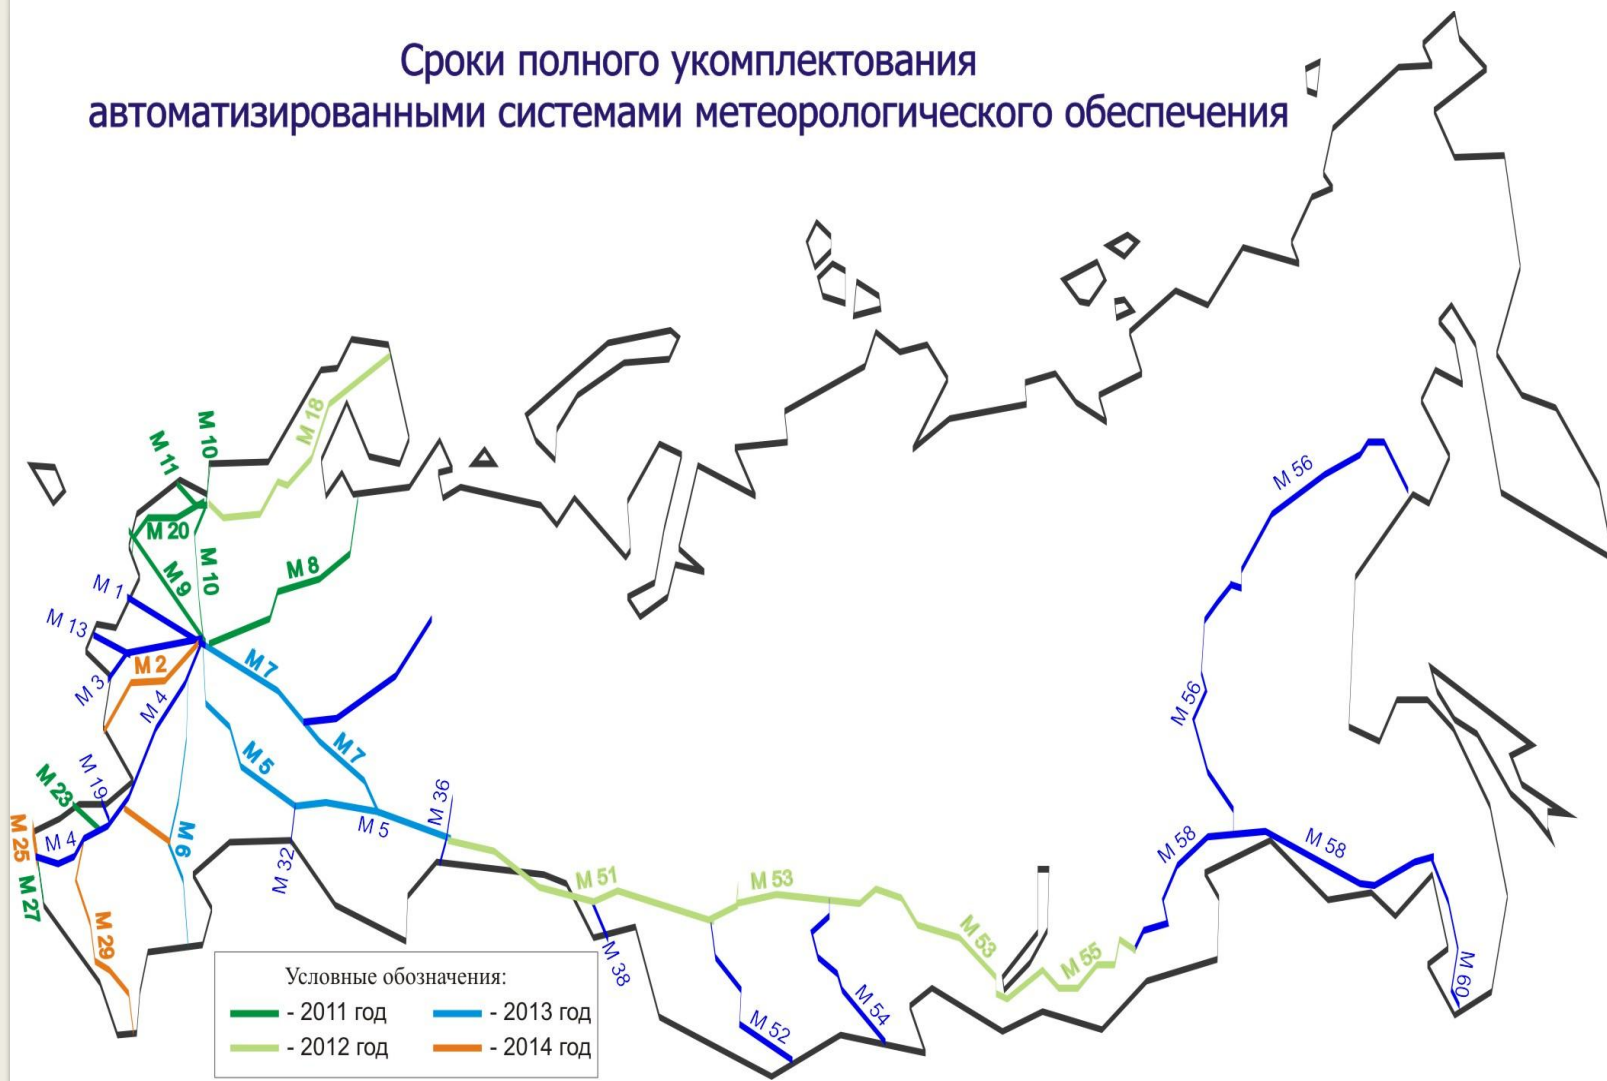 Сроки полного укомплектования
автоматизированными системами метеорологического обеспечения
М 10
М 11
М 18
М 20
М 10
М 9
М 8
М 1
М 13
М 2
М 3
М 4
М 7
М 7
М 5
М 5
М 36
М 19
М 23
М 4
М 25
М 27
М 6
М 29
М 32
М 51
М 53
М 38
М 52
М 54
М 53
М 55
М 56
М 56
М 58
М 58
М 60
Условные обозначения:
- 2011 год
- 2013 год
- 2012 год
- 2014 год